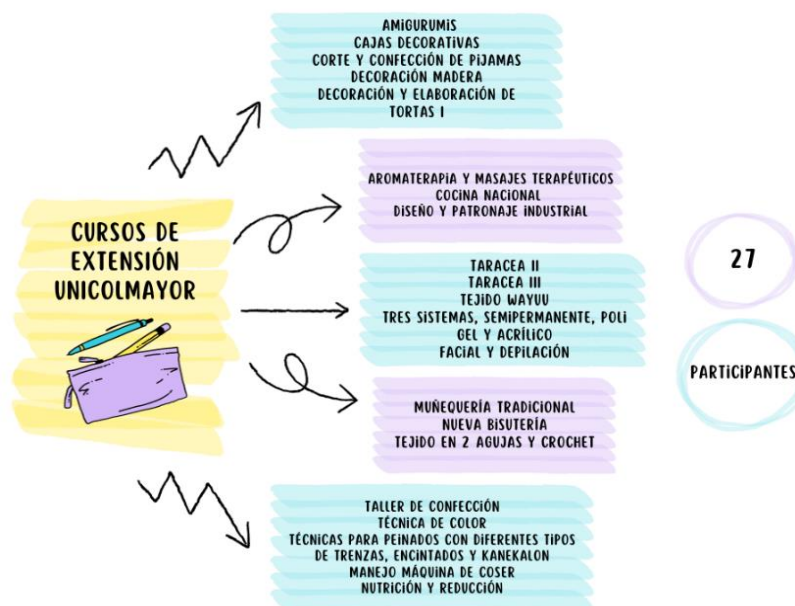 AMIGURUMIS
CAJAS DECORATIVAS
CORTE Y CONFECCIÓN DE PIJAMAS
DECORACIÓN MADERA
DECORACIÓN Y ELABORACIÓN DE
TORTAS I
AROMATERAPIA Y MASAJES TERAPÉUTICOS
COCINA NACIONAL
DISEÑO Y PATRONAJE INDUSTRIAL
CURSOS DE
EXTENSIÓN
UNICOLMAYOR
TARACEA II
TARACEA III
TEJIDO WAYUU
TRES SISTEMAS, SEMIPERMANENTE, POLI
GEL Y ACRÍLICO
FACIAL Y DEPILACIÓN
MUÑEQUERÍA TRADICIONAL
NUEVA BISUTERÍA
TEJIDO EN 2 AGUJAS Y CROCHET
TALLER DE CONFECCIÓN
TÉCNICA DE COLOR
TÉCNICAS PARA PEINADOS CON DIFERENTES TIPOS
DE TRENZAS, ENCINTADOS Y KANEKALON
MANEJO MÁQUINA DE COSER
NUTRICIÓN Y REDUCCIÓN
27
PARTICIPANTES